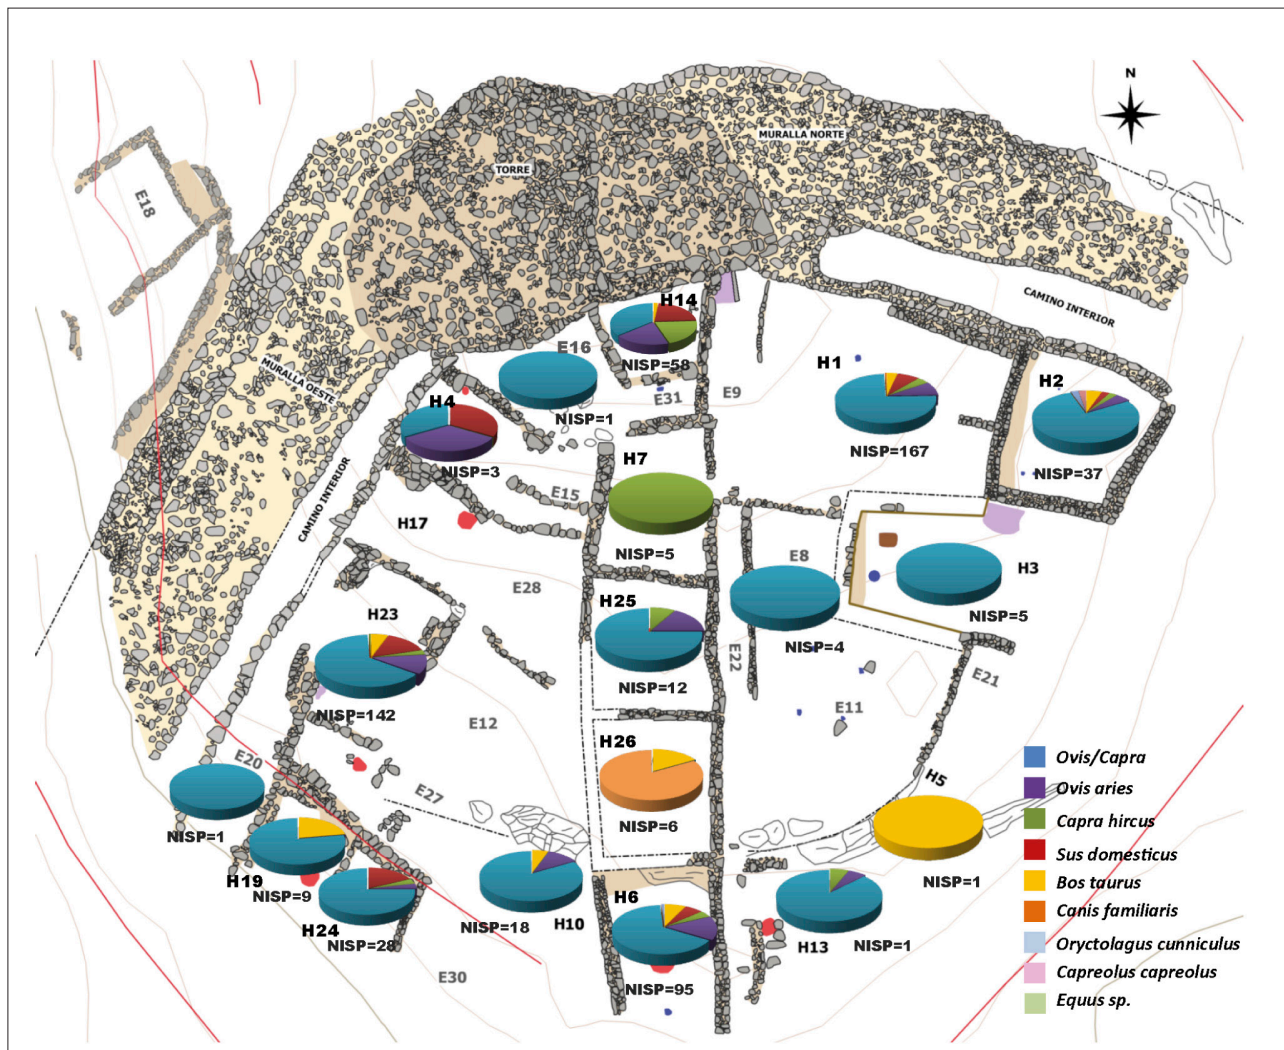 N
MURALLA NORTE
TORRE
E18
CAMINO INTERIOR
H14
NISP=58
E16
E31
E9
NISP=1
H1
NISP=167
H2
NISP=37
MURALLA OESTE
H4
NISP=3
H7
NISP=5
E15
H17
CAMINO INTERIOR
E8
NISP=4
H3
NISP=5
E28
H25
NISP=12
E22
E21
H23
NISP=142
E12
E11
H26
NISP=6
E20
NISP=1
E27
H5
NISP=1
H19
NISP=9
H24
NISP=28
NISP=18
H10
H6
NISP=95
H13
NISP=1
E30
Ovis/Capra
Ovis aries
Capra hircus
Sus domesticus
Bos taurus
Canis familiaris
Oryctolagus cunniculus
Capreolus capreolus
Equus sp.